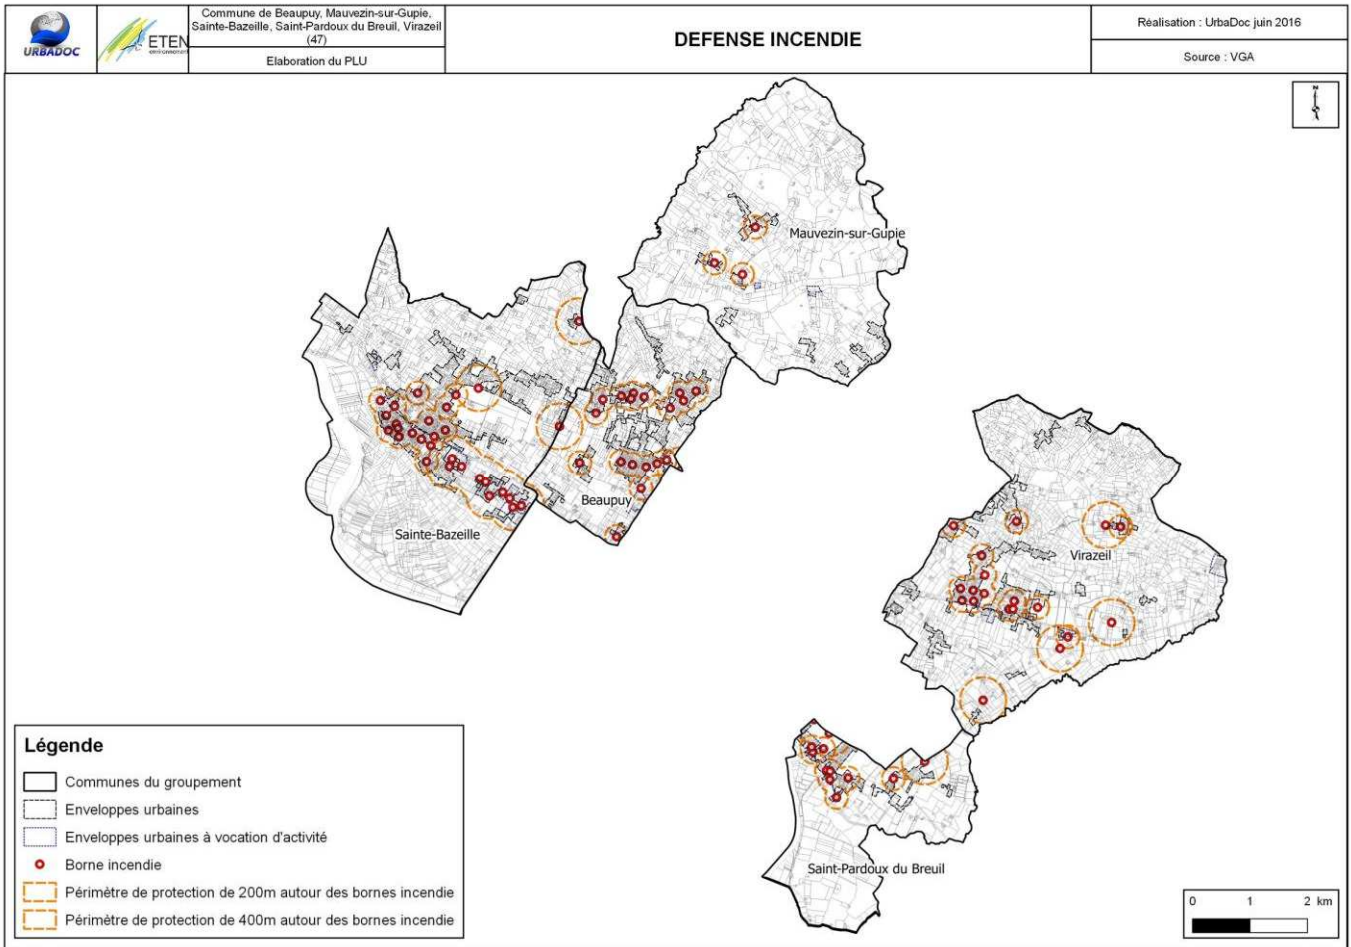 URBADOC
ETEN
environnement
Commune de Beaupuy, Mauvezin-sur-Gupie,
Sainte-Bazeille, Saint-Pardoux du Breuil, Virazeil
(47)
Elaboration du PLU
DEFENSE INCENDIE
Réalisation : UrbaDoc juin 2016
Source : VGA
N
Mauvezin-sur-Gupie
Beaupuy
Sainte-Bazeille
Virazeil
Saint-Pardoux du Breuil
Légende
Communes du groupement
Enveloppes urbaines
Enveloppes urbaines à vocation d'activité
Borne incendie
Périmètre de protection de 200m autour des bornes incendie
Périmètre de protection de 400m autour des bornes incendie
0 1 2 km